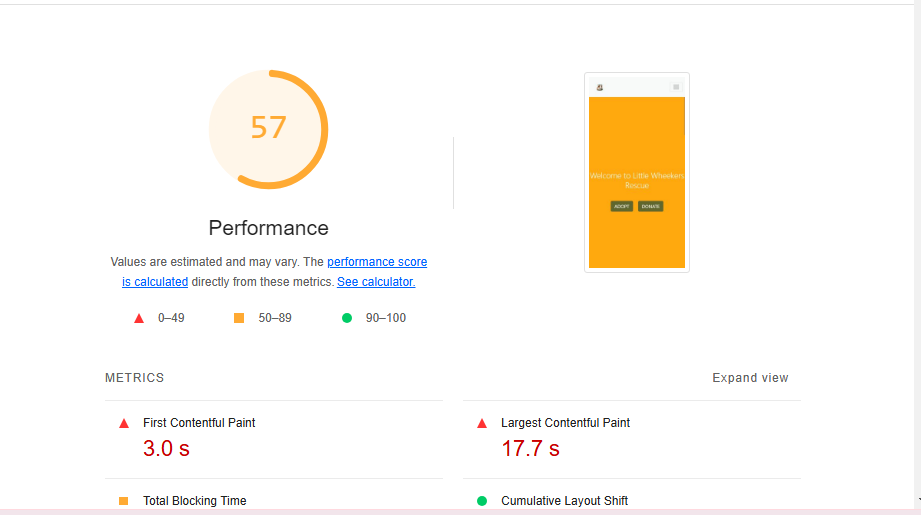 57
Performance
Values are estimated and may vary. The performance score
is calculated directly from these metrics. See calculator.
0–49
50–89
90–100
Welcome to Little Wheekers
Rescue
ADOPT
DONATE
METRICS
Expand view
First Contentful Paint
3.0 s
Largest Contentful Paint
17.7 s
Total Blocking Time
Cumulative Layout Shift